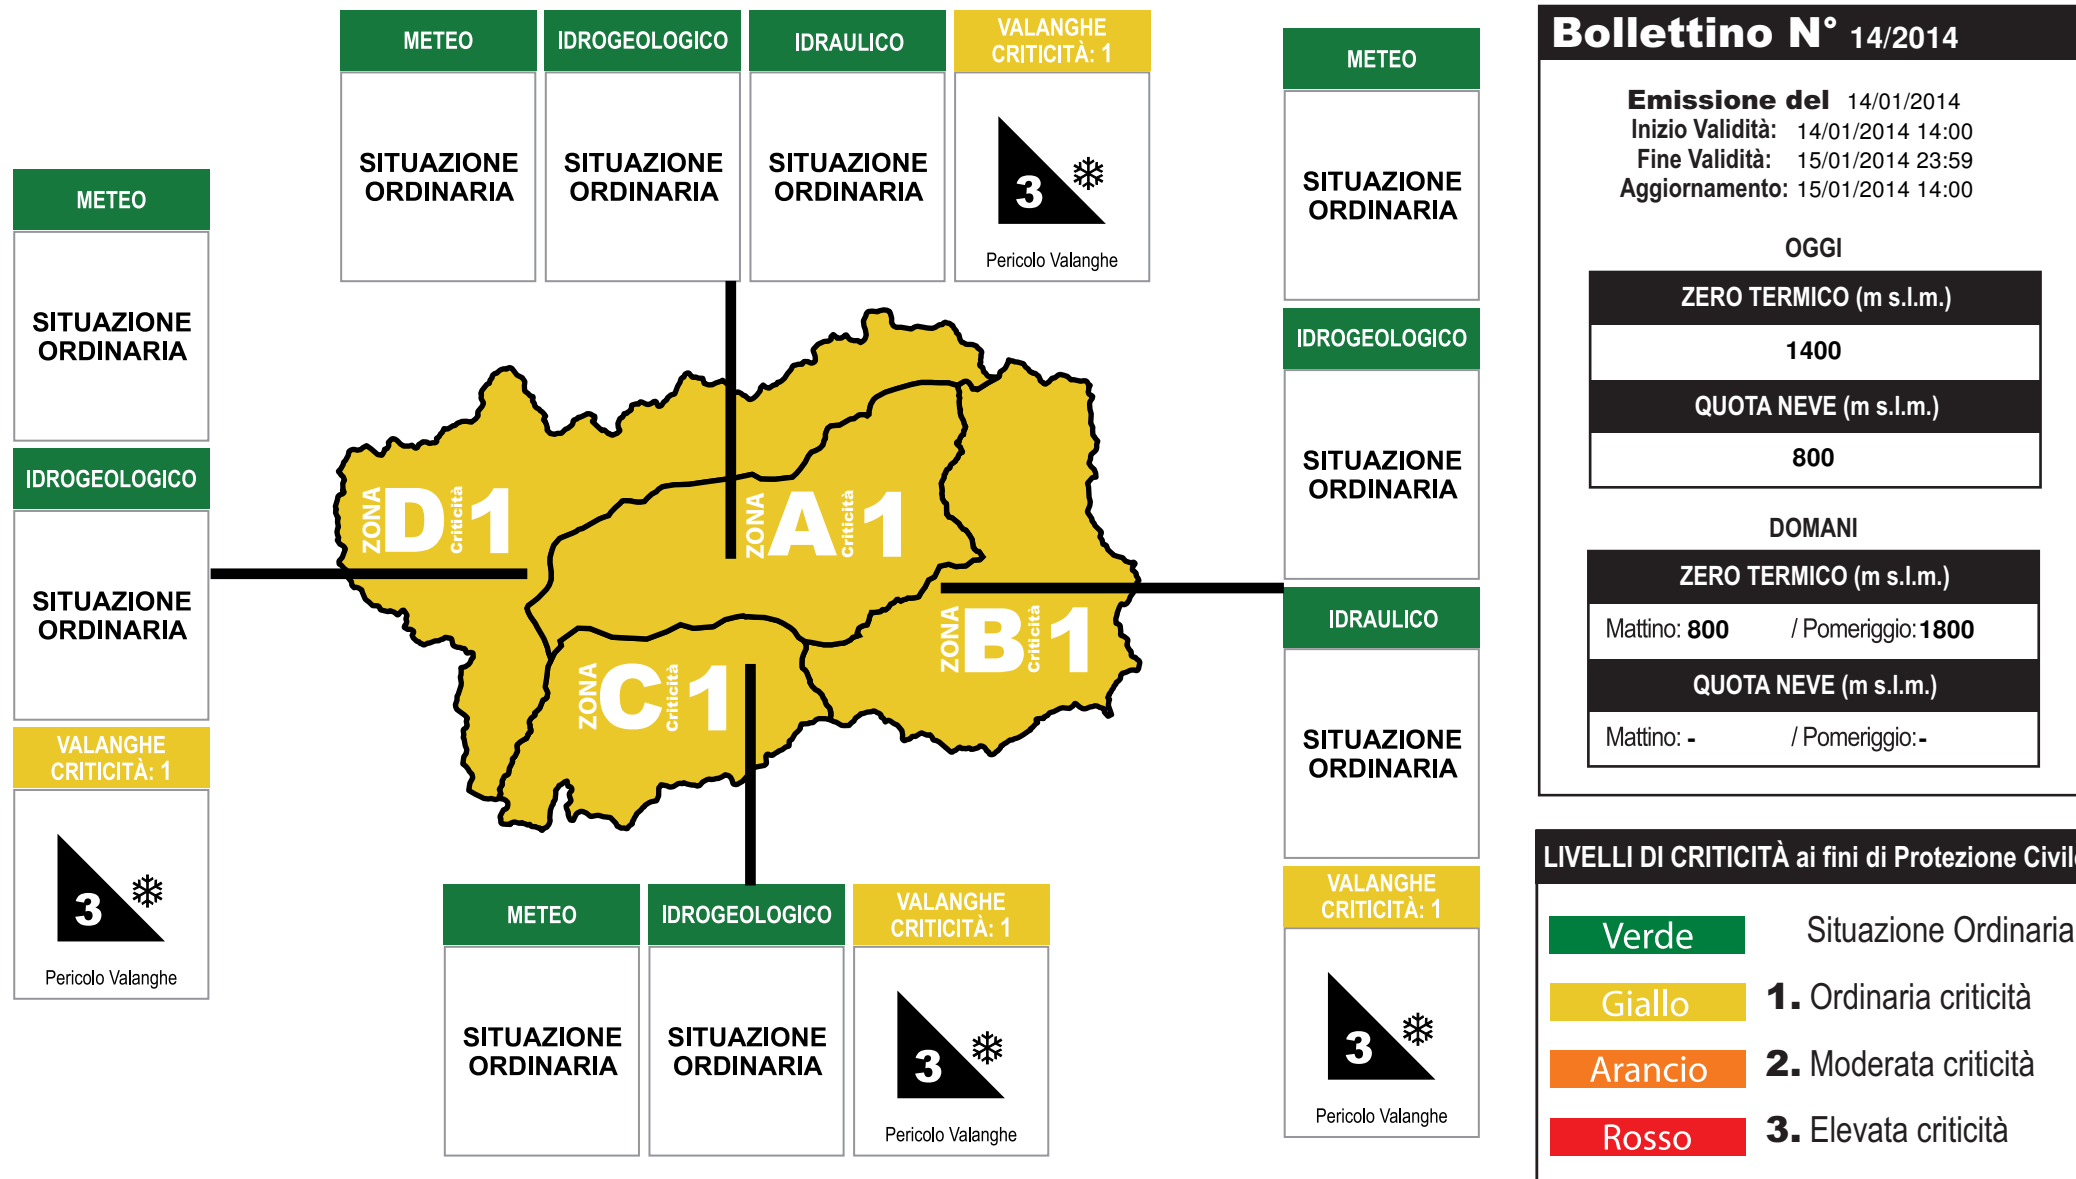 METEO
IDROGEOLOGICO
IDRAULICO
VALANGHE
CRITICITÀ: 1
SITUAZIONE
ORDINARIA
SITUAZIONE
ORDINARIA
SITUAZIONE
ORDINARIA
3
Pericolo Valanghe
METEO
SITUAZIONE
ORDINARIA
IDROGEOLOGICO
SITUAZIONE
ORDINARIA
VALANGHE
CRITICITÀ: 1
3
Pericolo Valanghe
ZONA D Criticità 1
ZONA A Criticità 1
ZONA B Criticità 1
ZONA C Criticità 1
METEO
IDROGEOLOGICO
VALANGHE
CRITICITÀ: 1
SITUAZIONE
ORDINARIA
SITUAZIONE
ORDINARIA
3
Pericolo Valanghe
METEO
SITUAZIONE
ORDINARIA
IDROGEOLOGICO
SITUAZIONE
ORDINARIA
IDRAULICO
SITUAZIONE
ORDINARIA
VALANGHE
CRITICITÀ: 1
3
Pericolo Valanghe
Bollettino N° 14/2014
Emissione del 14/01/2014
Inizio Validità: 14/01/2014 14:00
Fine Validità: 15/01/2014 23:59
Aggiornamento: 15/01/2014 14:00
OGGI
ZERO TERMICO (m s.l.m.)
1400
QUOTA NEVE (m s.l.m.)
800
DOMANI
ZERO TERMICO (m s.l.m.)
Mattino: 800 / Pomeriggio: 1800
QUOTA NEVE (m s.l.m.)
Mattino: - / Pomeriggio: -
LIVELLI DI CRITICITÀ ai fini di Protezione Civile
Verde Situazione Ordinaria
Giallo 1. Ordinaria criticità
Arancio 2. Moderata criticità
Rosso 3. Elevata criticità